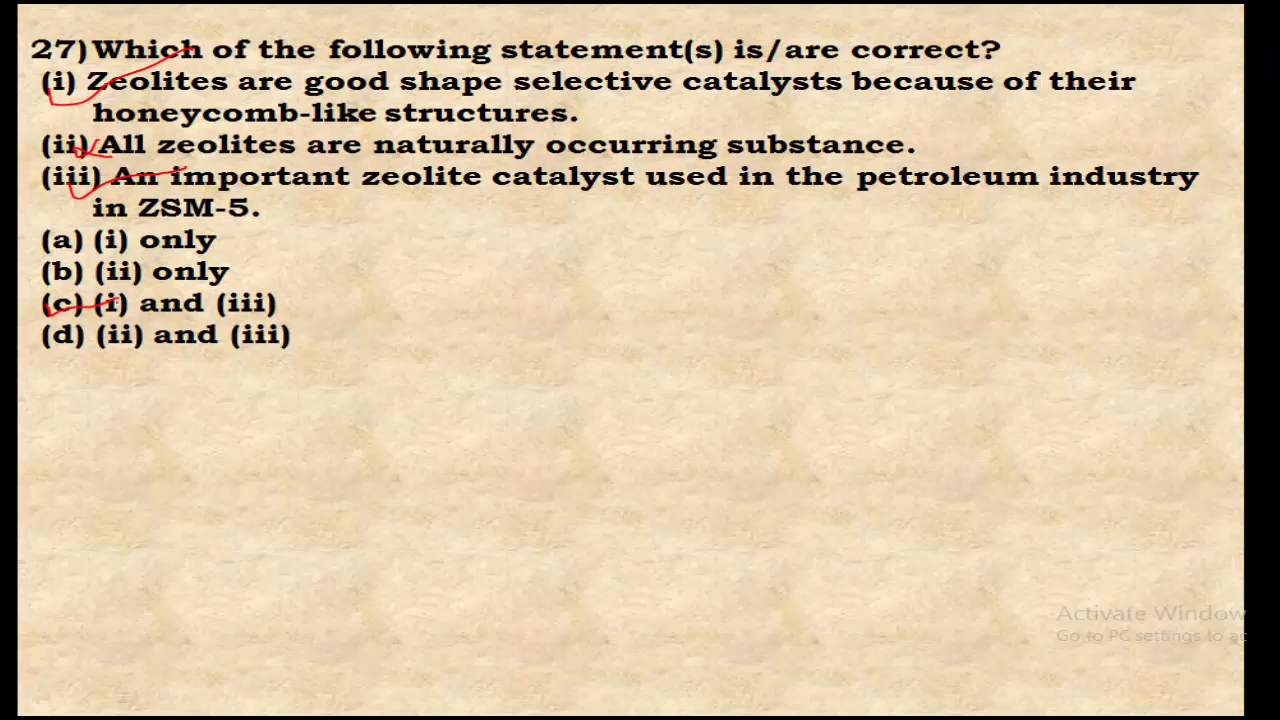 27) Which of the following statement(s) is/are correct?
(i) Zeolites are good shape selective catalysts because of their
honeycomb-like structures.
(ii) All zeolites are naturally occurring substance.
(iii) An important zeolite catalyst used in the petroleum industry
in ZSM-5.
(a) (i) only
(b) (ii) only
(c) (i) and (iii)
(d) (ii) and (iii)
Activate Window
Go to PC settings to ac